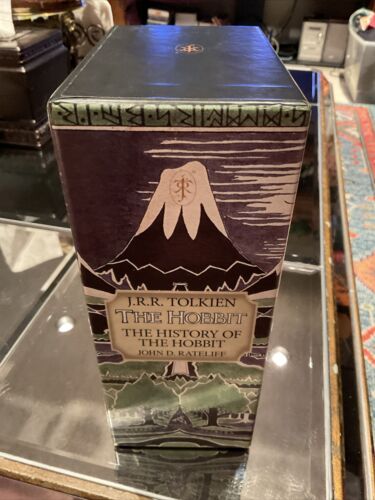 J.R.R. TOLKIEN
THE HOBBIT
THE HISTORY OF
THE HOBBIT
JOHN D. RATELIFF